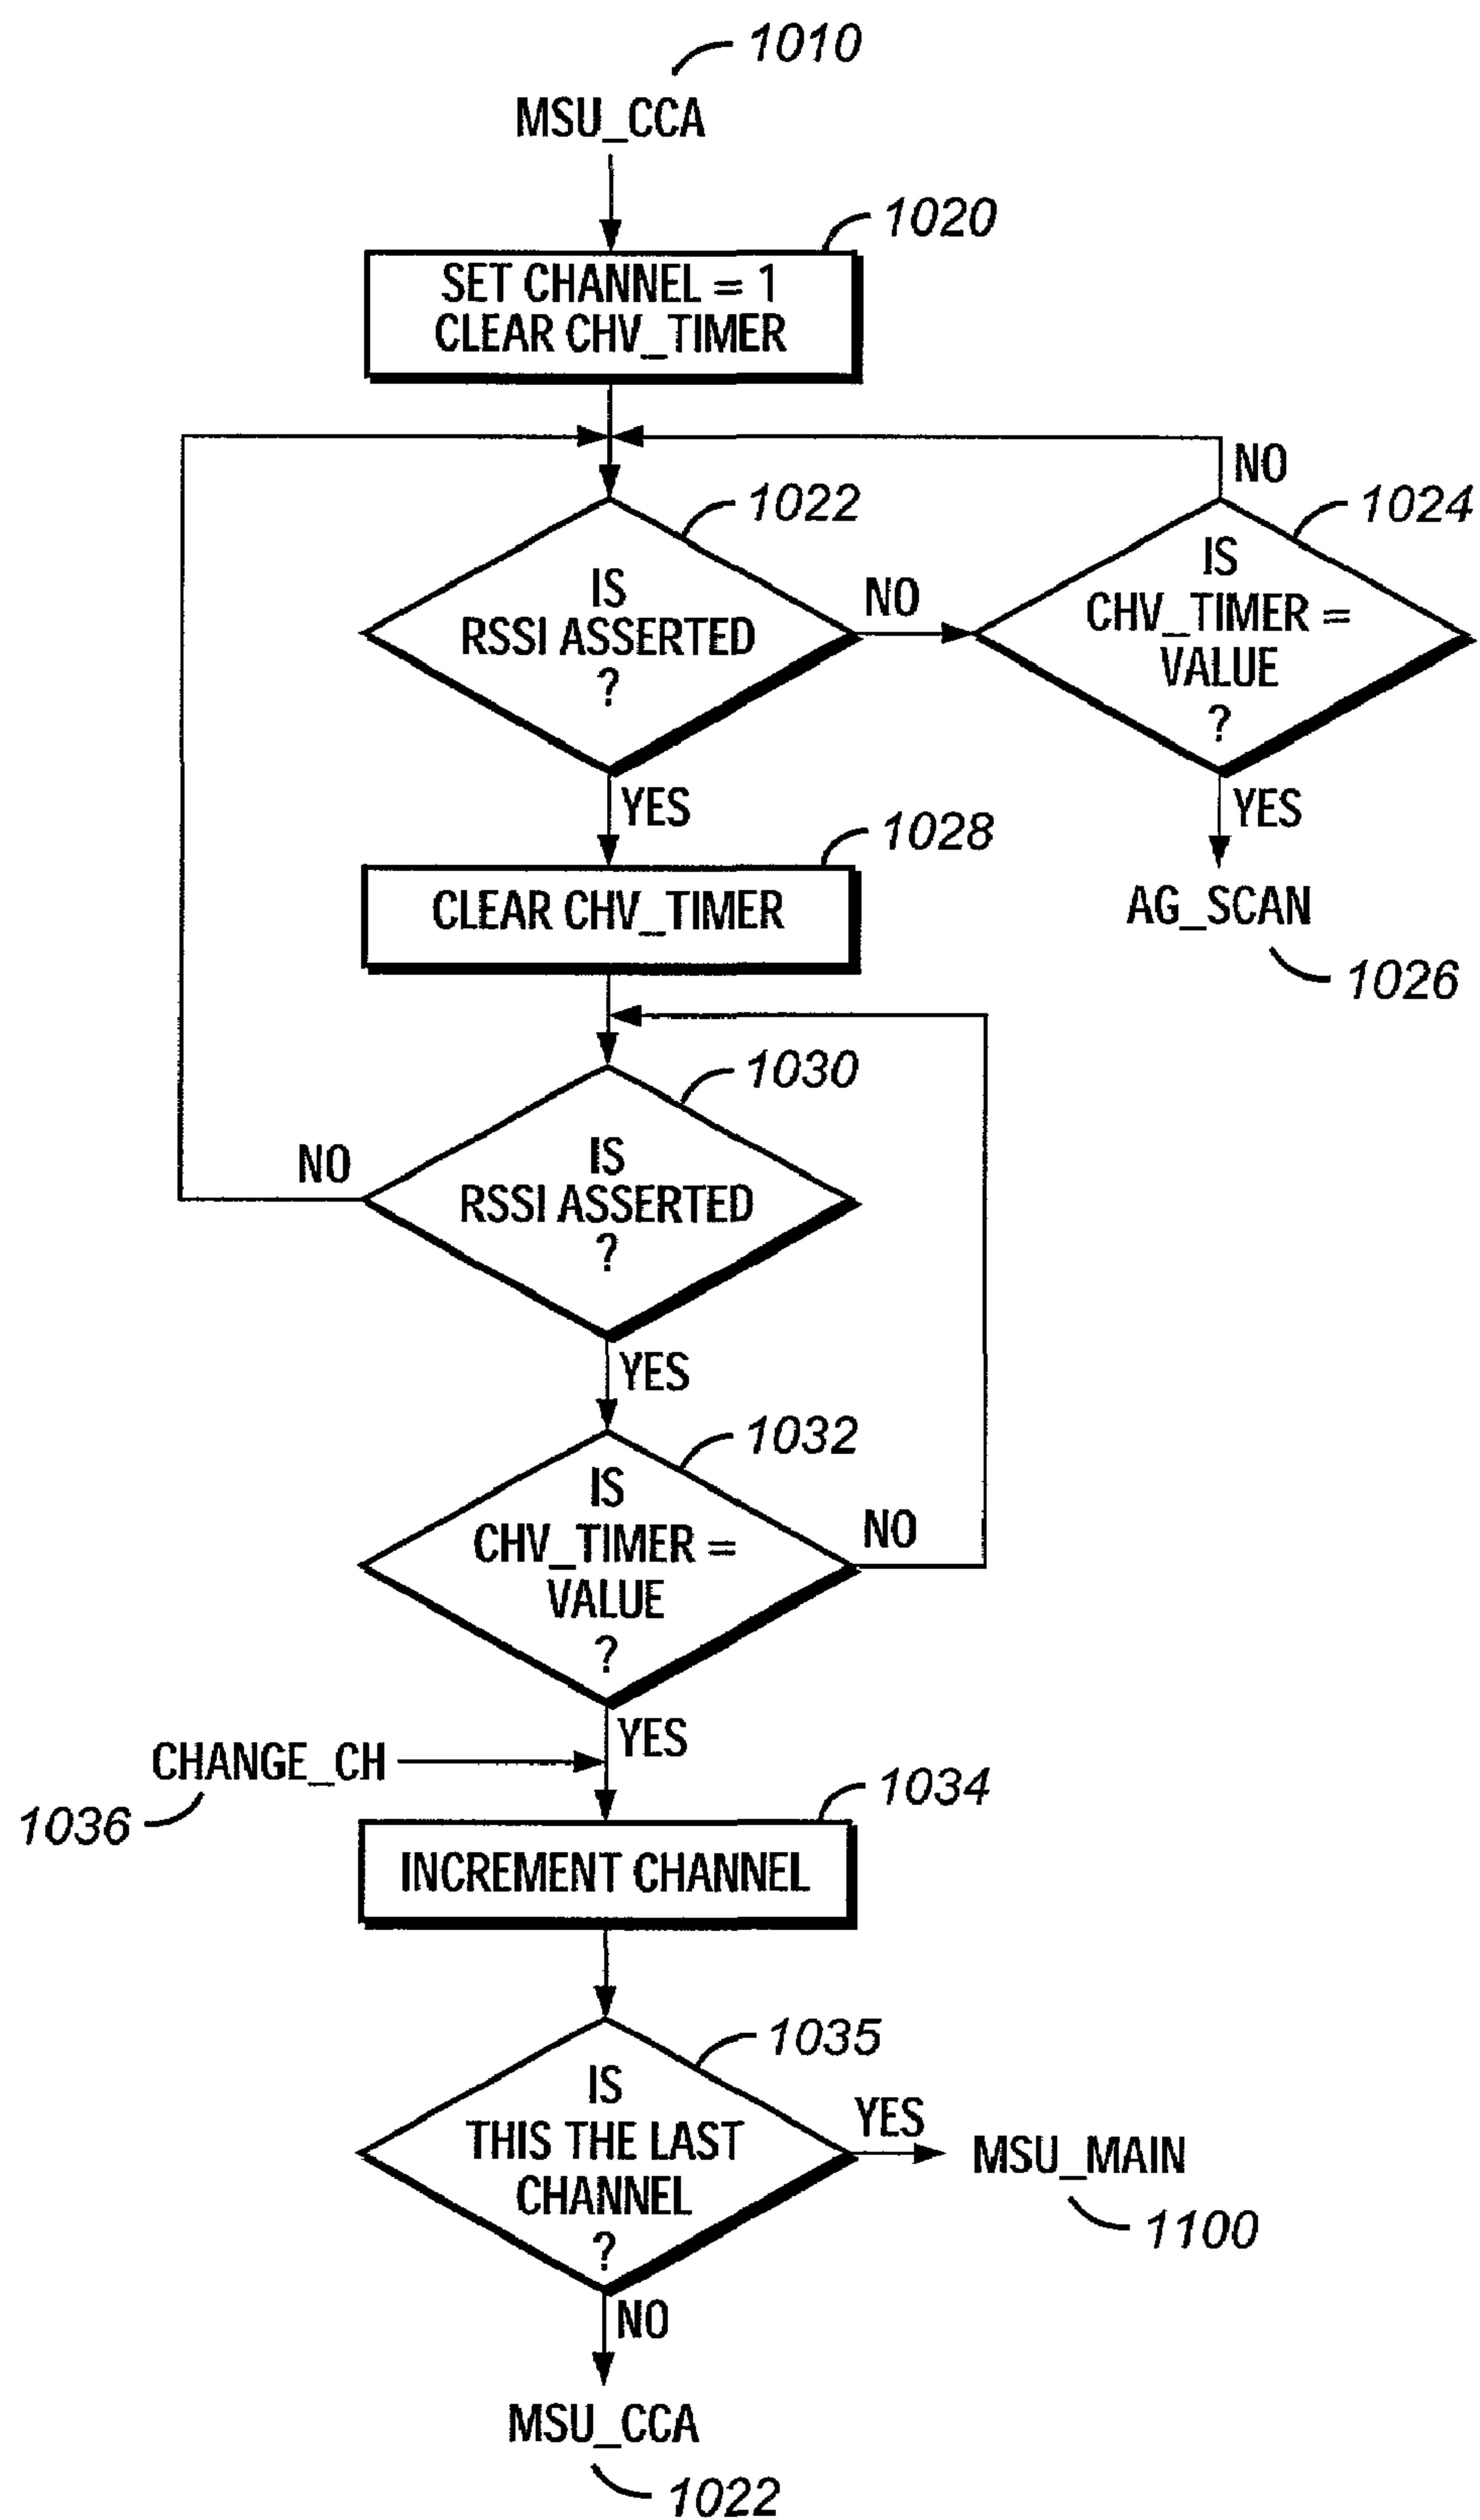 1010
MSU_CCA
1020
SET CHANNEL = 1
CLEAR CHV_TIMER
NO
1022
1024
IS
RSSI ASSERTED
?
NO
IS
CHV_TIMER =
VALUE
?
YES
YES
1028
CLEAR CHV_TIMER
AG_SCAN
1026
1030
NO
IS
RSSI ASSERTED
?
YES
1032
IS
CHV_TIMER =
VALUE
?
NO
YES
CHANGE_CH
1036
1034
INCREMENT CHANNEL
1035
IS
THIS THE LAST
CHANNEL
?
YES
MSU_MAIN
1100
NO
MSU_CCA
1022